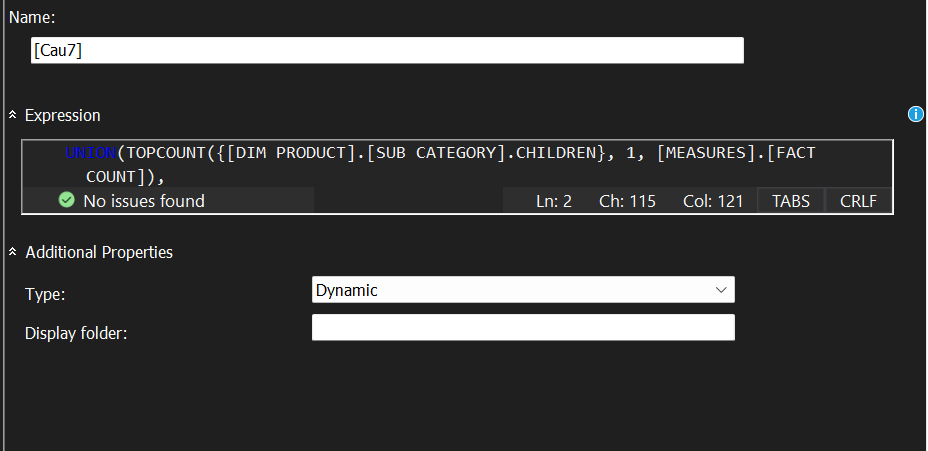 Name:
[Cau7]
Expression
UNION(TOPCOUNT({[DIM PRODUCT].[SUB CATEGORY].CHILDREN}, 1, [MEASURES].[FACT
COUNT]),
No issues found Ln: 2 Ch: 115 Col: 121 TABS CRLF
Additional Properties
Type: Dynamic
Display folder: